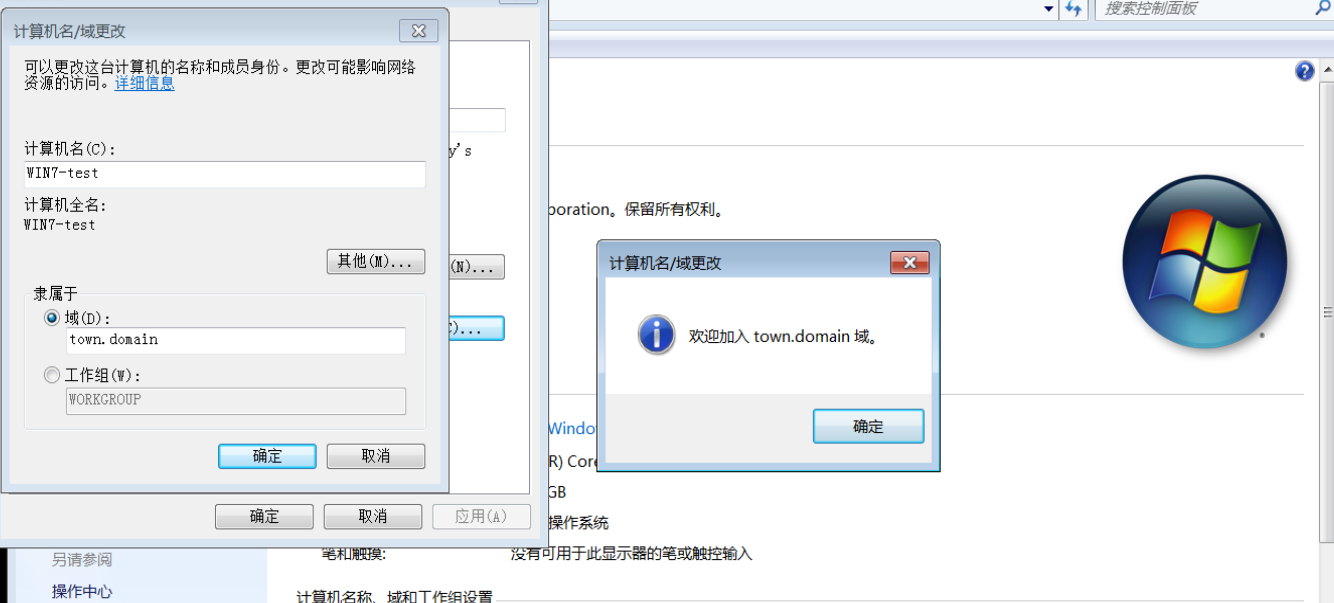 搜索控制面板
计算机名/域更改
可以更改这台计算机的名称和成员身份。更改可能影响网络
资源的访问。详细信息
计算机名(C):
y's
WIN7-test
计算机全名:
WIN7-test
poration。保留所有权利。
其他(M)...
(N)...
计算机名/域更改
隶属于
域(D):
town.domain
)...
欢迎加入 town.domain 域。
工作组(W):
WORKGROUP
确定
Windo
确定
取消
R) Core
GB
确定
取消
应用(A)
操作系统
笔和触摸:
没有可用于此显示器的笔或触控输入
另请参阅
操作中心
计算机名称、域和工作组设置